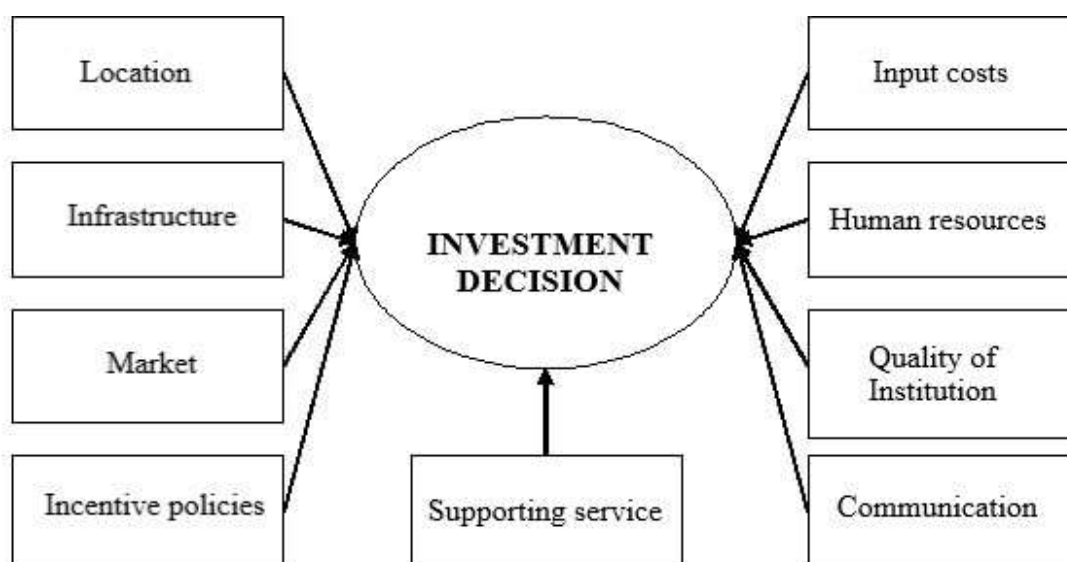 Location
Input costs
Infrastructure
Human resources
INVESTMENT
DECISION
Market
Quality of
Institution
Incentive policies
Supporting service
Communication